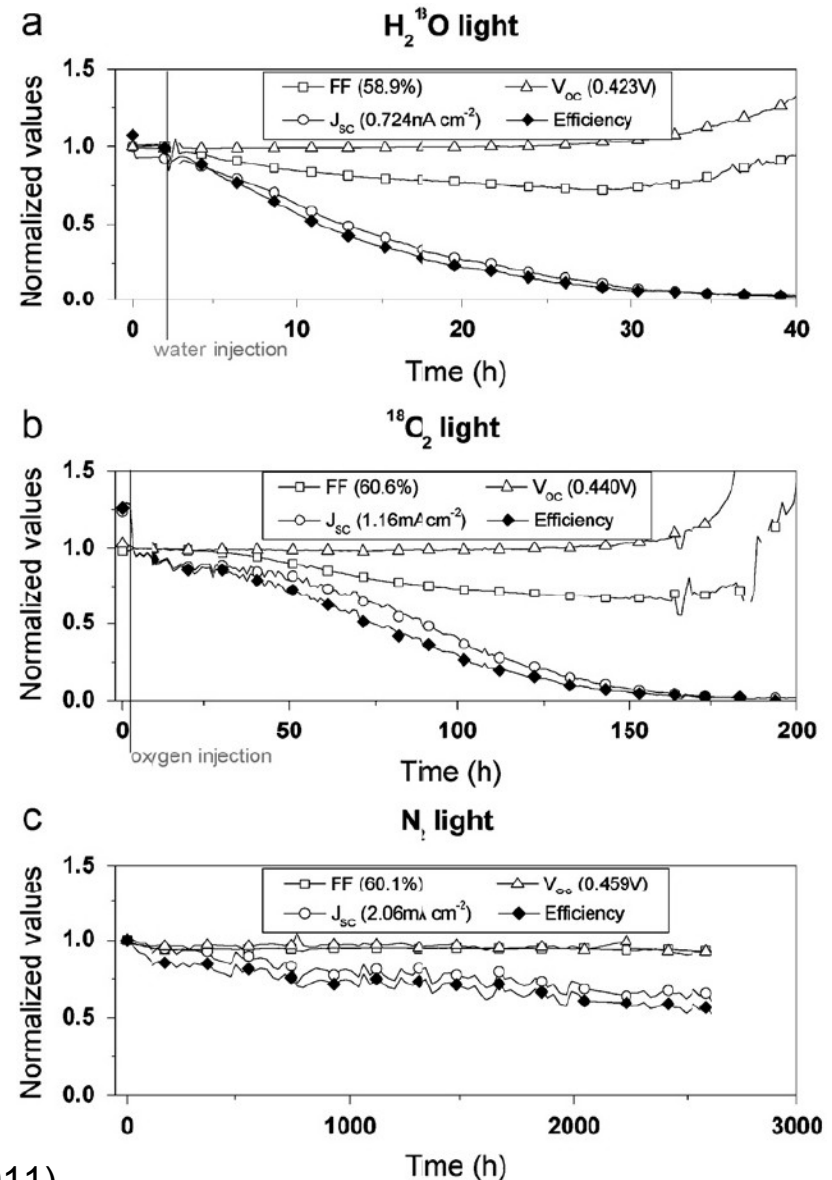 a
H₂¹⁸O light
Normalized values
1.5
1.0
0.5
0.0
FF (58.9%)
V_OC (0.423V)
J_SC (0.724nA cm⁻²)
Efficiency
0 10 20 30 40
water injection
Tme (h)
b
¹⁸O₂ light
Normalized values
1.5
1.0
0.5
0.0
FF (60.6%)
V_OC (0.440V)
J_SC (1.16mA cm⁻²)
Efficiency
0 50 100 150 200
oxygen injection
Time (h)
c
N₂ light
Normalized values
1.5
1.0
0.5
0.0
FF (60.1%)
V_OC (0.459V)
J_SC (2.06mA cm⁻²)
Efficiency
0 1000 2000 3000
Tme (h)
011)